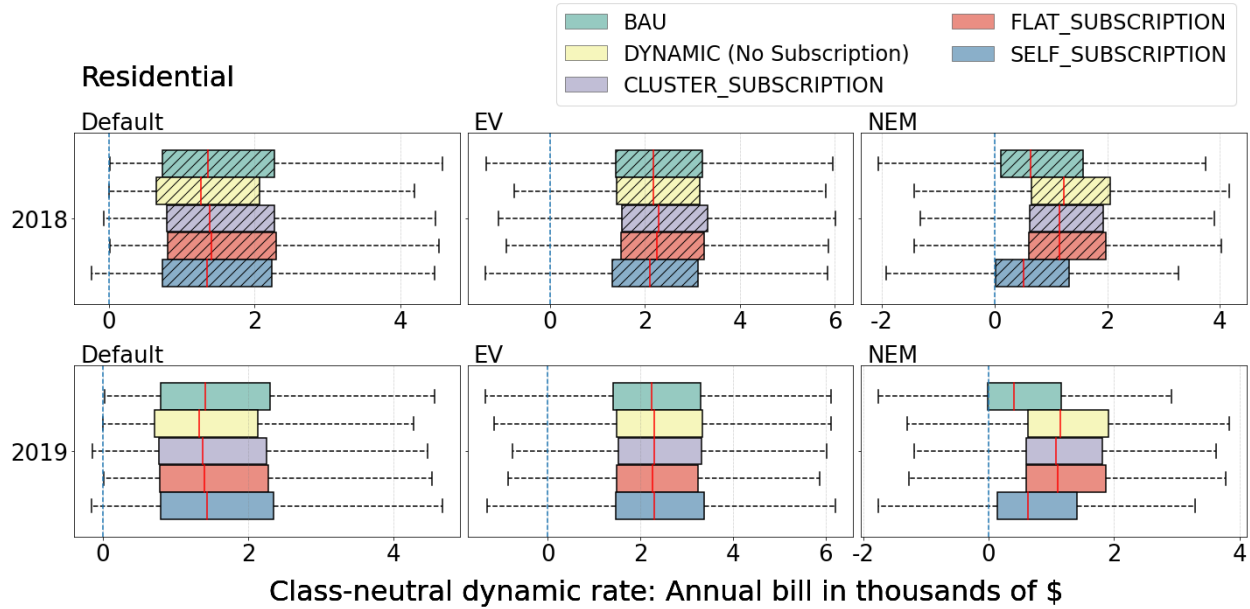 BAU
DYNAMIC (No Subscription)
CLUSTER_SUBSCRIPTION
FLAT_SUBSCRIPTION
SELF_SUBSCRIPTION
Residential
Default
EV
NEM
2018
0 2 4
0 2 4 6
-2 0 2 4
Default
EV
NEM
2019
0 2 4
0 2 4 6
-2 0 2 4
Class-neutral dynamic rate: Annual bill in thousands of $